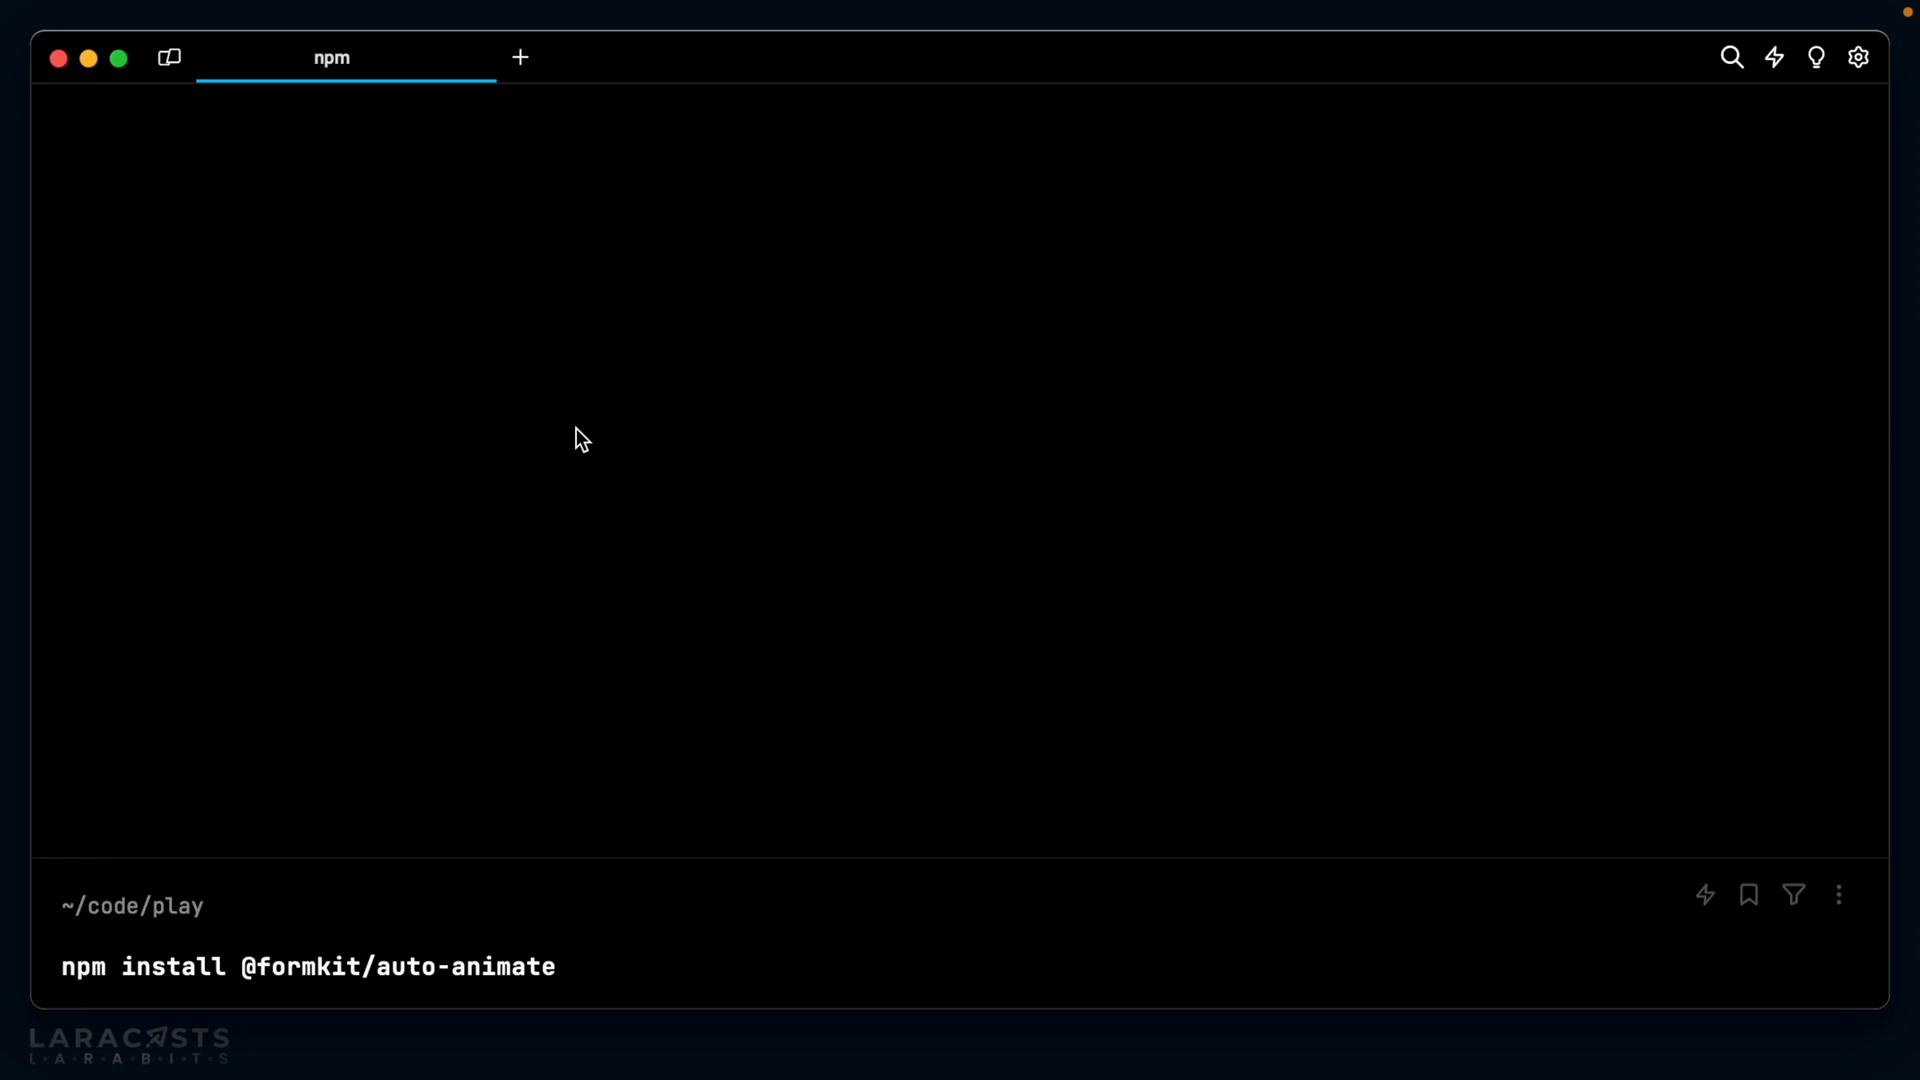 npm
~/code/play
npm install @formkit/auto-animate
LARACASTS
L·A·R·A·B·I·T·S